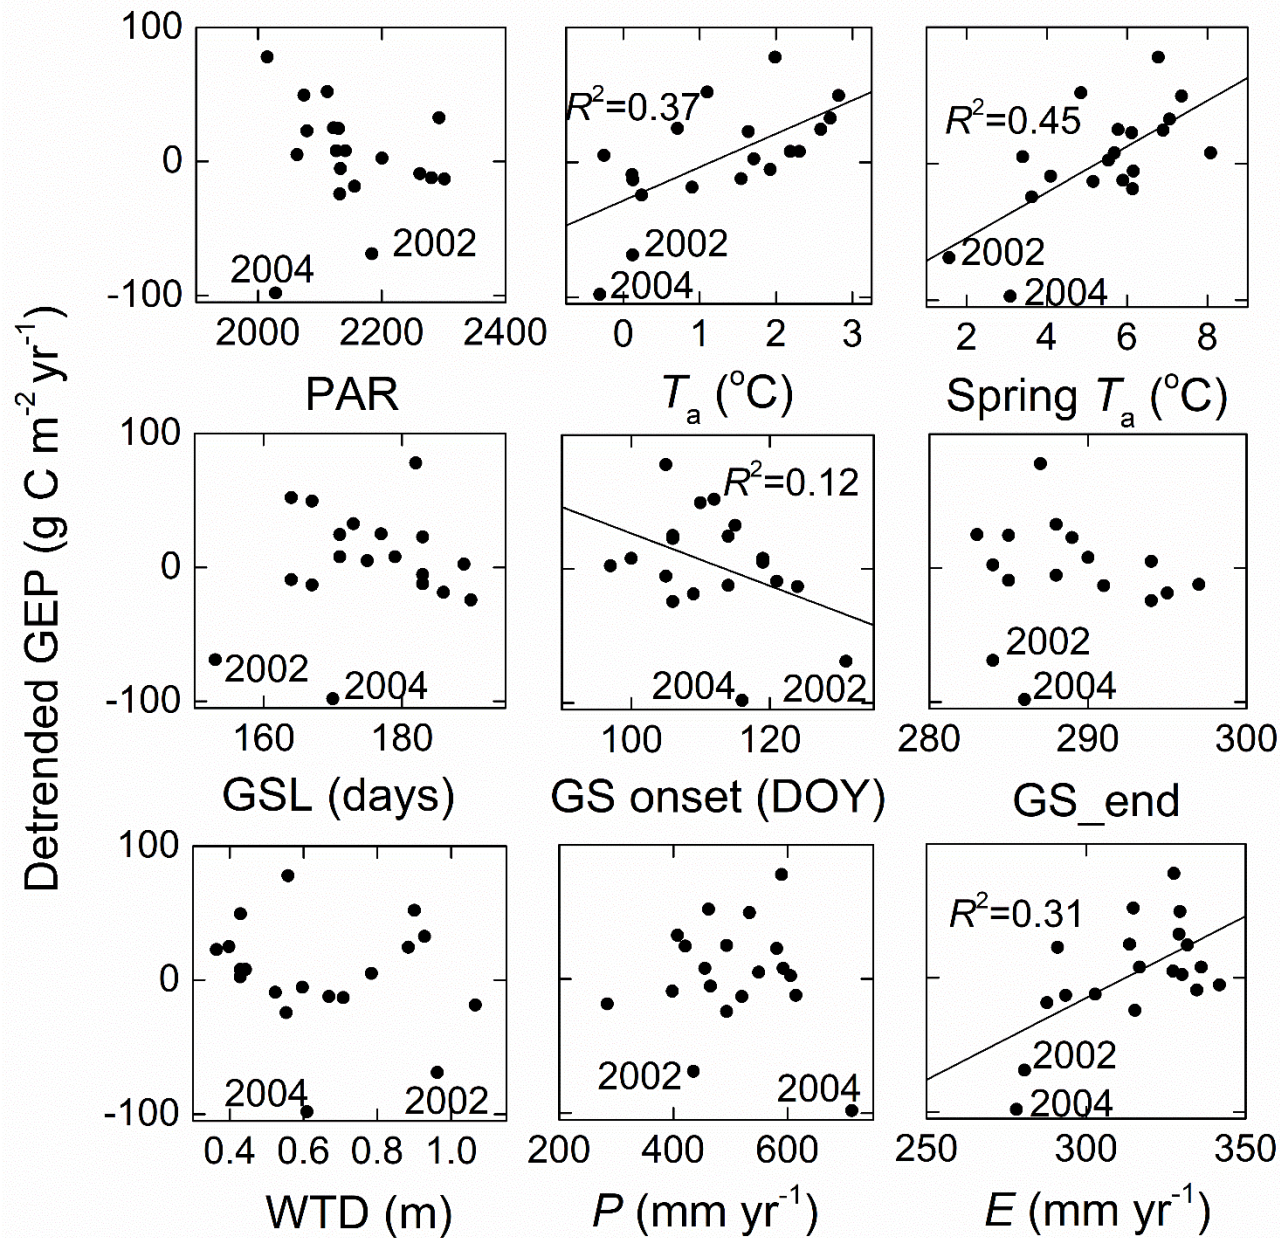 Detrended GEP (g C m-2 yr-1)
100
0
-100
2004
2002
2000 2200 2400
PAR
R2=0.37
2002
2004
0 1 2 3
Ta (oC)
R2=0.45
2002
2004
2 4 6 8
Spring Ta (oC)
100
0
-100
2002
2004
160 180
GSL (days)
R2=0.12
2004 2002
100 120
GS onset (DOY)
2002
2004
280 290 300
GS_end
100
0
-100
2004 2002
0.4 0.6 0.8 1.0
WTD (m)
2002
2004
200 400 600
P (mm yr-1)
R2=0.31
2002
2004
250 300 350
E (mm yr-1)